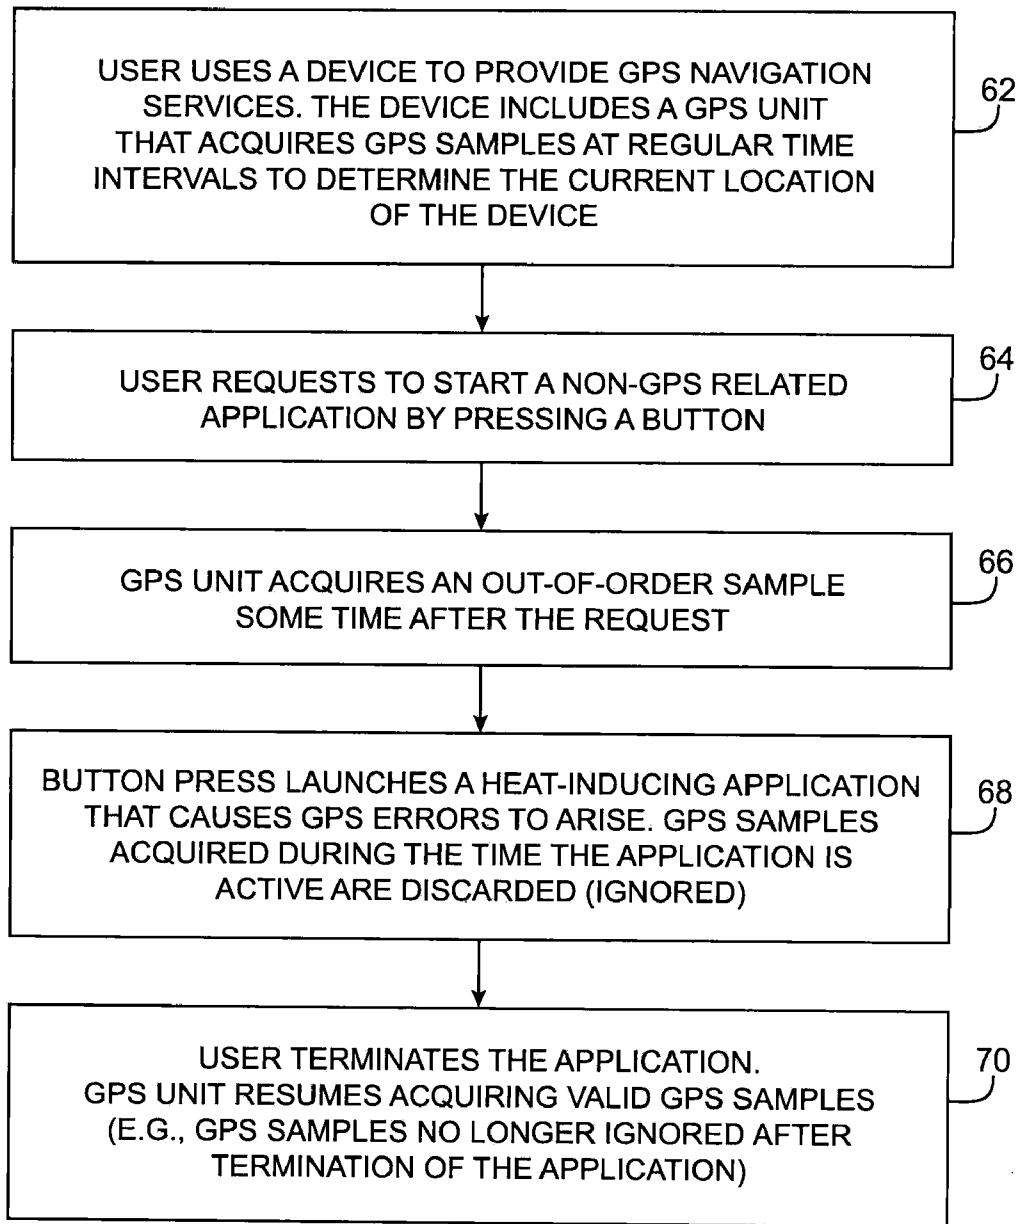 USER USES A DEVICE TO PROVIDE GPS NAVIGATION
SERVICES. THE DEVICE INCLUDES A GPS UNIT
THAT ACQUIRES GPS SAMPLES AT REGULAR TIME
INTERVALS TO DETERMINE THE CURRENT LOCATION
OF THE DEVICE
62
USER REQUESTS TO START A NON-GPS RELATED
APPLICATION BY PRESSING A BUTTON
64
GPS UNIT ACQUIRES AN OUT-OF-ORDER SAMPLE
SOME TIME AFTER THE REQUEST
66
BUTTON PRESS LAUNCHES A HEAT-INDUCING APPLICATION
THAT CAUSES GPS ERRORS TO ARISE. GPS SAMPLES
ACQUIRED DURING THE TIME THE APPLICATION IS
ACTIVE ARE DISCARDED (IGNORED)
68
USER TERMINATES THE APPLICATION.
GPS UNIT RESUMES ACQUIRING VALID GPS SAMPLES
(E.G., GPS SAMPLES NO LONGER IGNORED AFTER
TERMINATION OF THE APPLICATION)
70